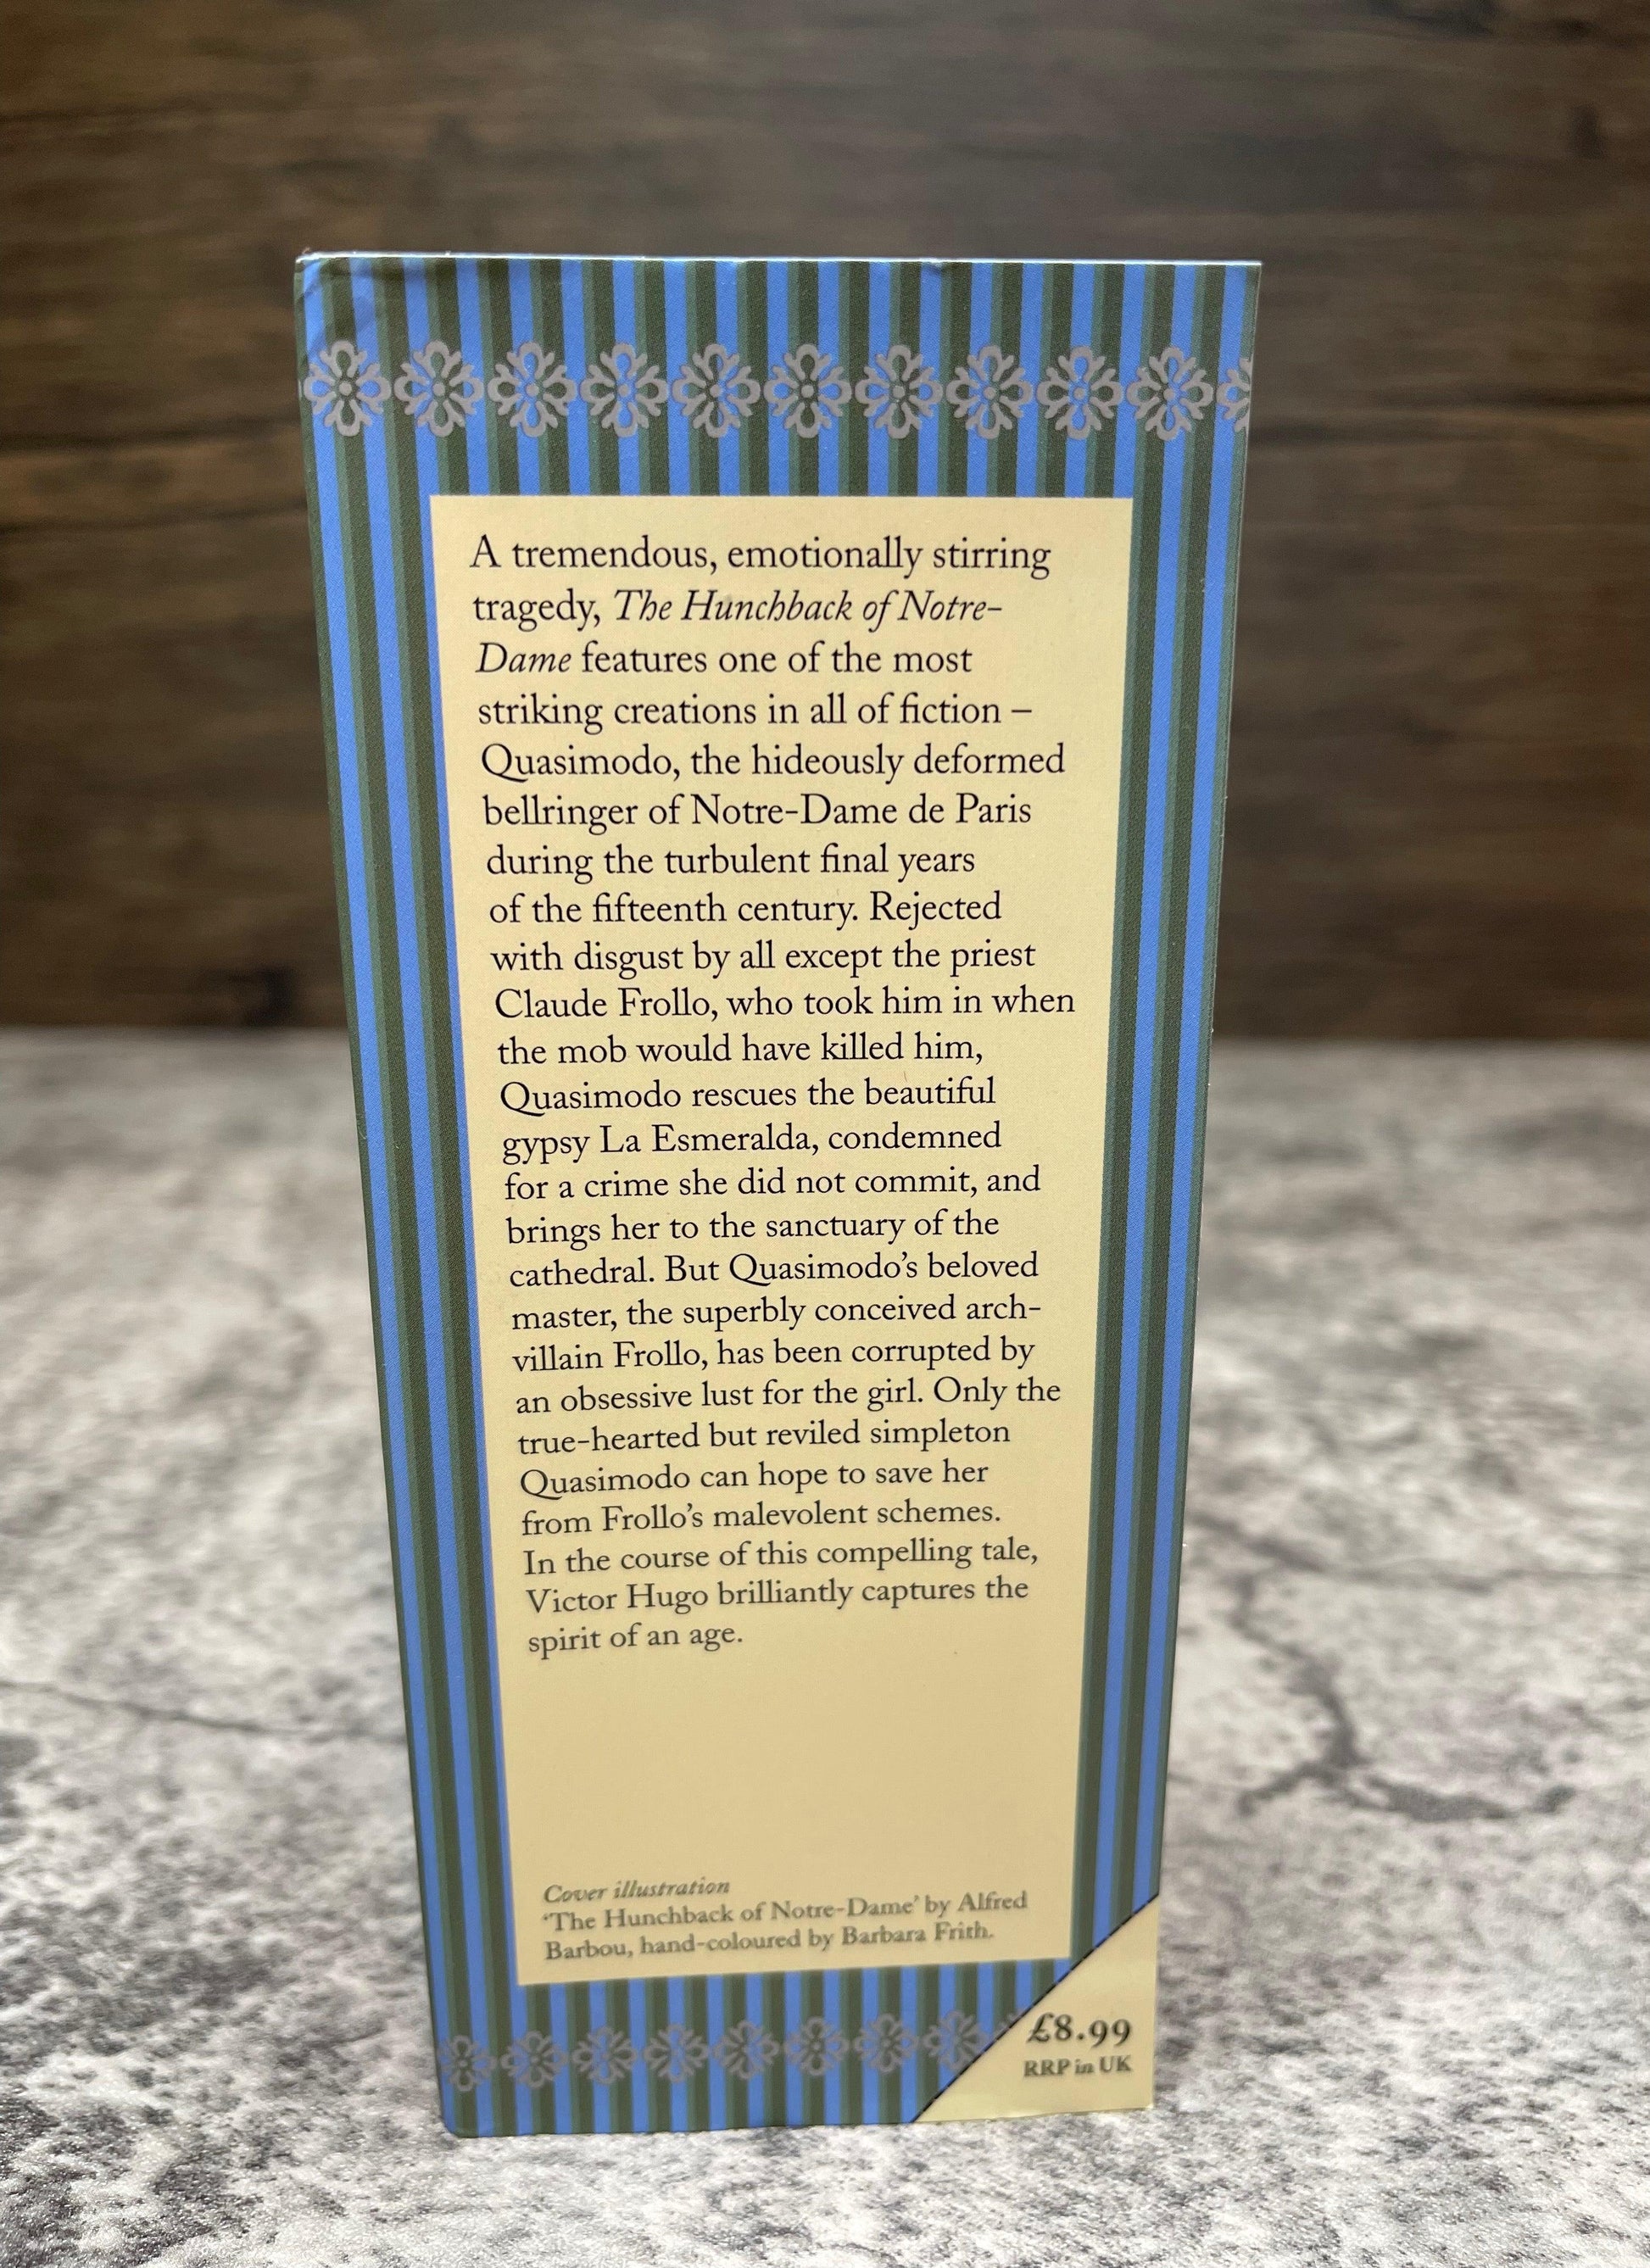 A tremendous, emotionally stirring
tragedy, The Hunchback of Notre-
Dame features one of the most
striking creations in all of fiction –
Quasimodo, the hideously deformed
bellringer of Notre-Dame de Paris
during the turbulent final years
of the fifteenth century. Rejected
with disgust by all except the priest
Claude Frollo, who took him in when
the mob would have killed him,
Quasimodo rescues the beautiful
gypsy La Esmeralda, condemned
for a crime she did not commit, and
brings her to the sanctuary of the
cathedral. But Quasimodo’s beloved
master, the superbly conceived arch-
villain Frollo, has been corrupted by
an obsessive lust for the girl. Only the
true-hearted but reviled simpleton
Quasimodo can hope to save her
from Frollo’s malevolent schemes.
In the course of this compelling tale,
Victor Hugo brilliantly captures the
spirit of an age.
Cover illustration
‘The Hunchback of Notre-Dame’ by Alfred
Barbou, hand-coloured by Barbara Frith.
£8.99
RRP in UK